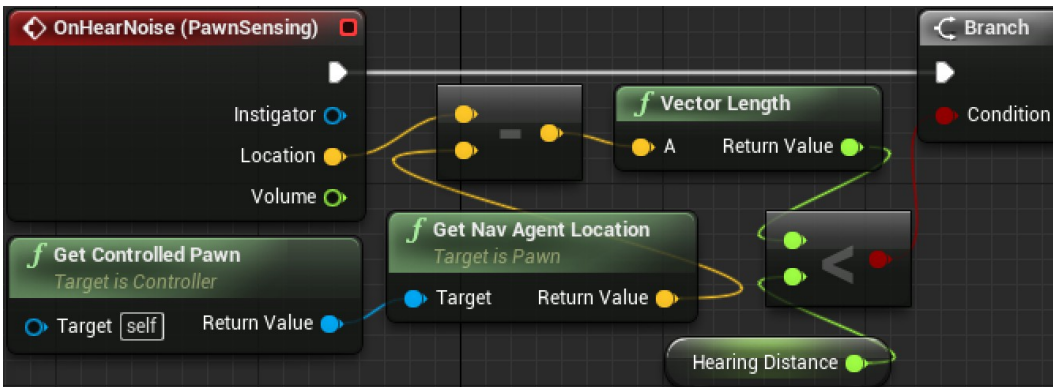 OnHearNoise (PawnSensing)
Instigator
Location
Volume
-
f Vector Length
A Return Value
Branch
Condition
f Get Controlled Pawn
Target is Controller
Target self Return Value
f Get Nav Agent Location
Target is Pawn
Target Return Value
<
Hearing Distance